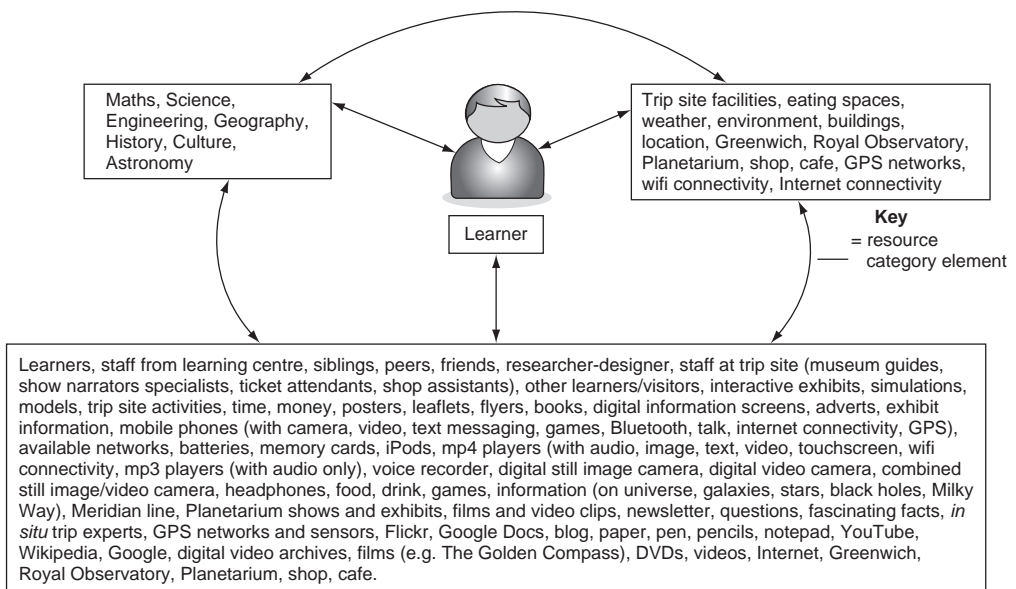 Maths, Science,
Engineering, Geography,
History, Culture,
Astronomy
Trip site facilities, eating spaces,
weather, environment, buildings,
location, Greenwich, Royal Observatory,
Planetarium, shop, cafe, GPS networks,
wifi connectivity, Internet connectivity
Learner
Key
= resource
category element
Learners, staff from learning centre, siblings, peers, friends, researcher-designer, staff at trip site (museum guides,
show narrators specialists, ticket attendants, shop assistants), other learners/visitors, interactive exhibits, simulations,
models, trip site activities, time, money, posters, leaflets, flyers, books, digital information screens, adverts, exhibit
information, mobile phones (with camera, video, text messaging, games, Bluetooth, talk, internet connectivity, GPS),
available networks, batteries, memory cards, iPods, mp4 players (with audio, image, text, video, touchscreen, wifi
connectivity, mp3 players (with audio only), voice recorder, digital still image camera, digital video camera, combined
still image/video camera, headphones, food, drink, games, information (on universe, galaxies, stars, black holes, Milky
Way), Meridian line, Planetarium shows and exhibits, films and video clips, newsletter, questions, fascinating facts, in
situ trip experts, GPS networks and sensors, Flickr, Google Docs, blog, paper, pen, pencils, notepad, YouTube,
Wikipedia, Google, digital video archives, films (e.g. The Golden Compass), DVDs, videos, Internet, Greenwich,
Royal Observatory, Planetarium, shop, cafe.